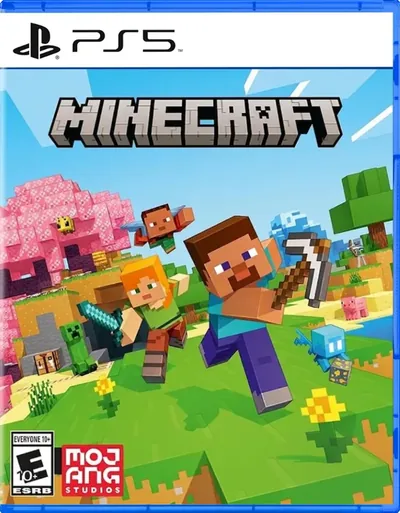 PS5
MINECRAFT
EVERYONE 10+
E
10+
ESRB
MOJ
ANG
STUDIOS